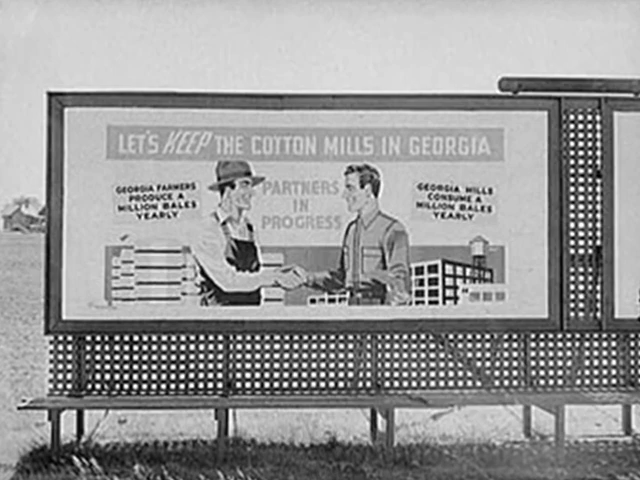 LET'S KEEP THE COTTON MILLS IN GEORGIA
GEORGIA FARMERS
PRODUCE A
MILLION BALES
YEARLY
PARTNERS
IN
PROGRESS
GEORGIA MILLS
CONSUME A
MILLION BALES
YEARLY